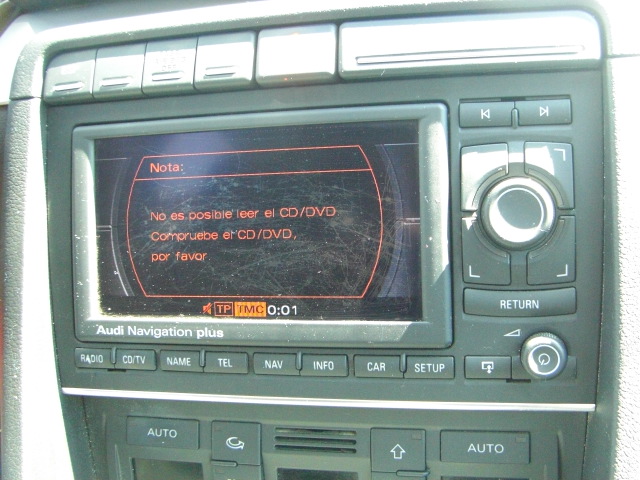 Nota:
No es posible leer el CD/DVD
Compruebe el CD/DVD,
por favor
TP TMC 0:01
Audi Navigation plus
RETURN
RADIO CD/TV NAME TEL NAV INFO CAR SETUP
AUTO AUTO